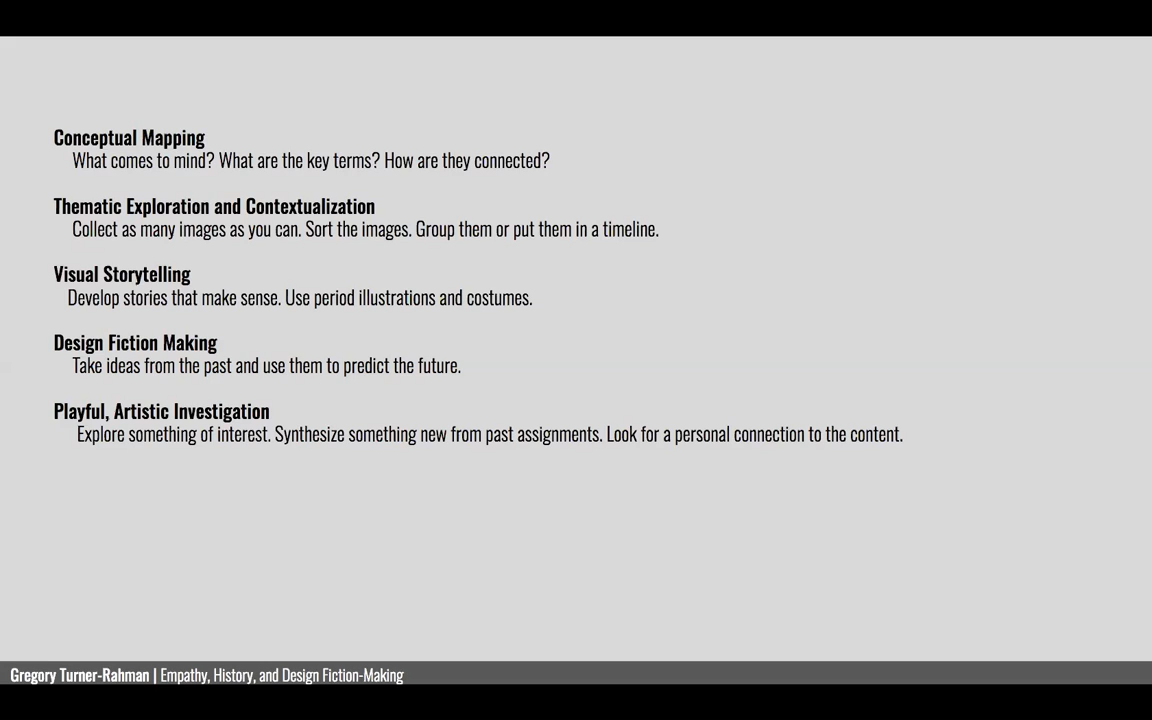 Conceptual Mapping
What comes to mind? What are the key terms? How are they connected?
Thematic Exploration and Contextualization
Collect as many images as you can. Sort the images. Group them or put them in a timeline.
Visual Storytelling
Develop stories that make sense. Use period illustrations and costumes.
Design Fiction Making
Take ideas from the past and use them to predict the future.
Playful, Artistic Investigation
Explore something of interest. Synthesize something new from past assignments. Look for a personal connection to the content.
Gregory Turner-Rahman | Empathy, History, and Design Fiction-Making